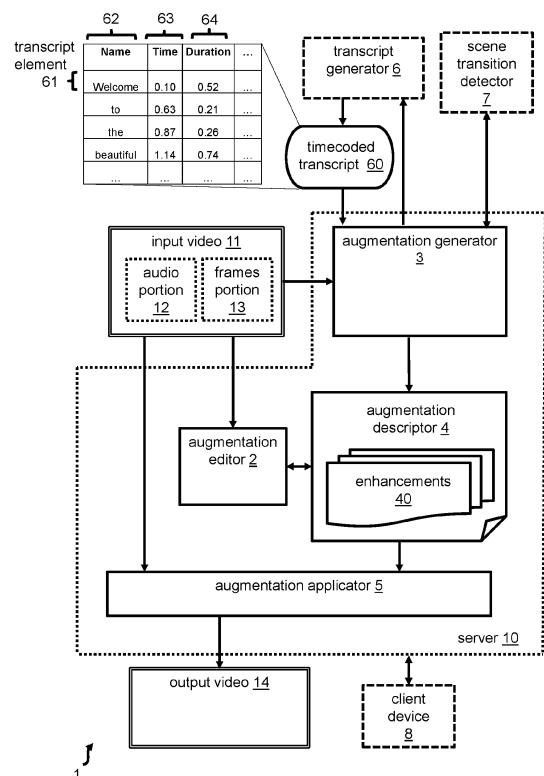 62 63 64
transcript
element
61
Name Time Duration ...
Welcome 0.10 0.52 ...
to 0.63 0.21 ...
the 0.87 0.26 ...
beautiful 1.14 0.74 ...
... ... ... ...
transcript
generator 6
scene
transition
detector
7
timecoded
transcript 60
input video 11
audio
portion
12
frames
portion
13
augmentation generator
3
augmentation
descriptor 4
enhancements
40
augmentation
editor 2
augmentation applicator 5
server 10
output video 14
client
device
8
1